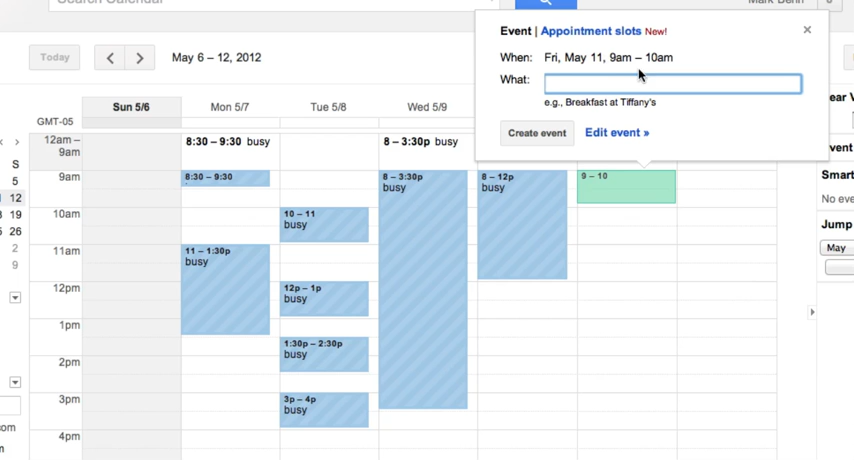 Search Calendar
Event | Appointment slots New!
When: Fri, May 11, 9am – 10am
What:
e.g., Breakfast at Tiffany's
Create event Edit event »
Today May 6 – 12, 2012
Sun 5/6 Mon 5/7 Tue 5/8 Wed 5/9
GMT-05
12am –
9am
8:30 – 9:30 busy
8 – 3:30p busy
9am
8:30 – 9:30
8 – 3:30p
busy
8 – 12p
busy
9 – 10
10am
10 – 11
busy
11am
11 – 1:30p
busy
12pm
12p – 1p
busy
1pm
1:30p – 2:30p
busy
2pm
3pm
3p – 4p
busy
4pm
S
5
12
19
26
2
9
com
Smart
No eve
Jump
May